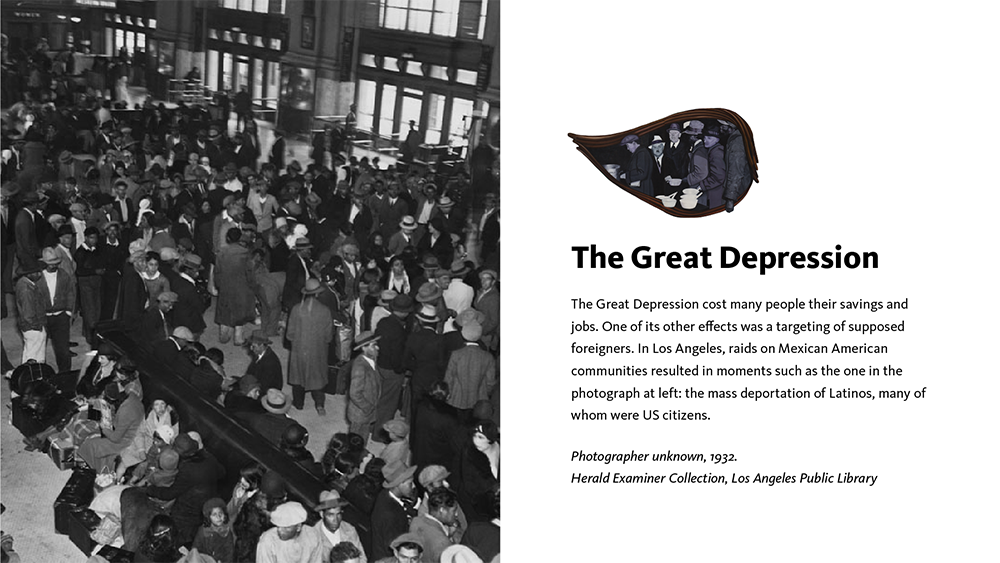 WOMEN
The Great Depression
The Great Depression cost many people their savings and
jobs. One of its other effects was a targeting of supposed
foreigners. In Los Angeles, raids on Mexican American
communities resulted in moments such as the one in the
photograph at left: the mass deportation of Latinos, many of
whom were US citizens.
Photographer unknown, 1932.
Herald Examiner Collection, Los Angeles Public Library